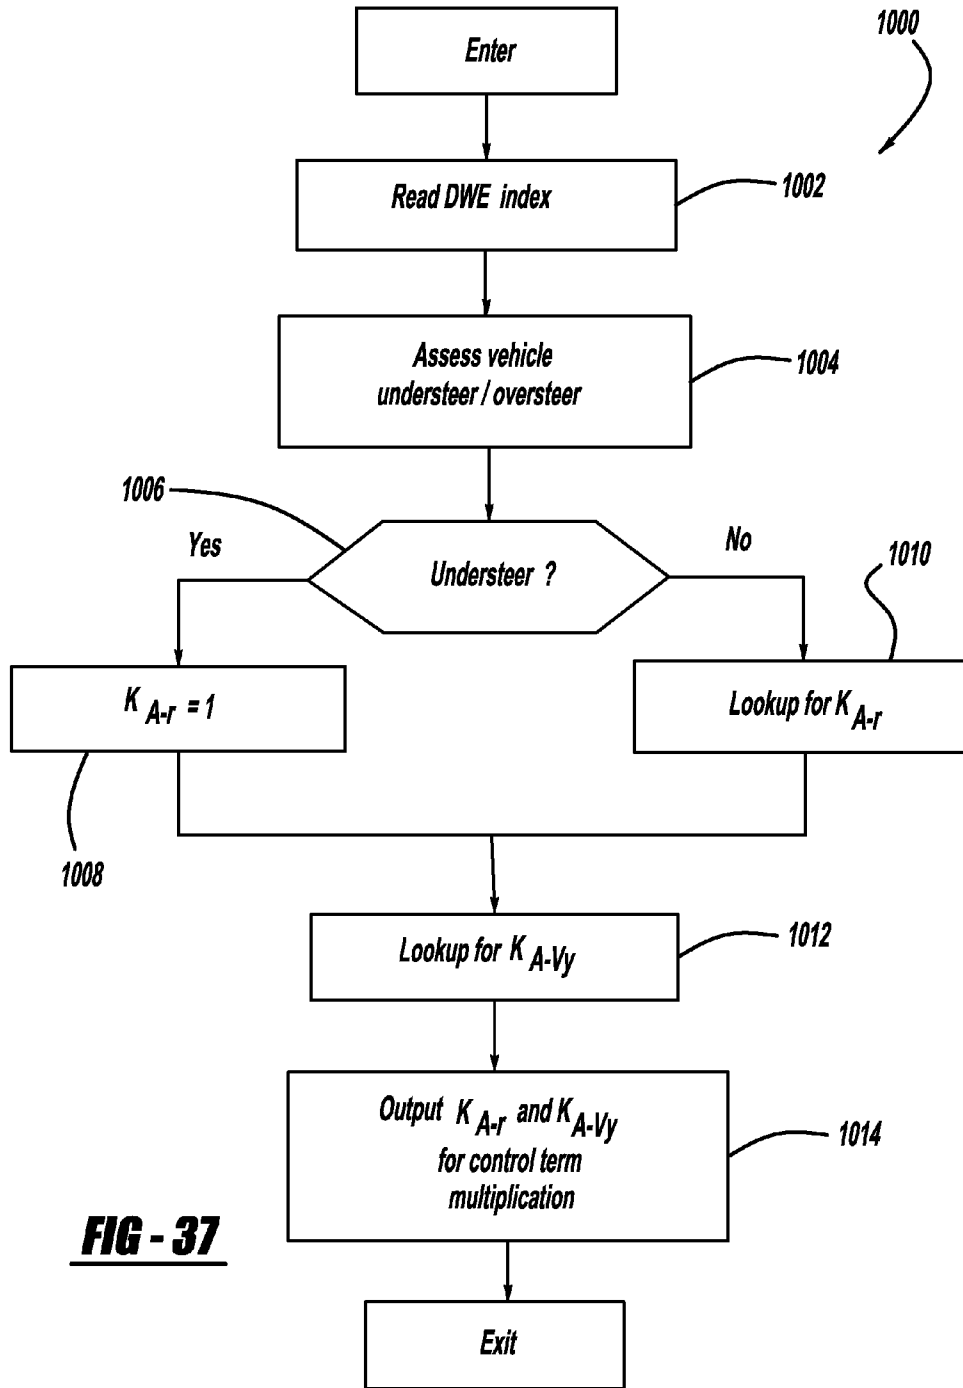 Enter
1000
Read DWE index
1002
Assess vehicle
understeer / oversteer
1004
1006
Yes
Understeer ?
No
1010
K A-r = 1
Lookup for K A-r
1008
Lookup for K A-Vy
1012
Output K A-r and K A-Vy
for control term
multiplication
1014
FIG - 37
Exit